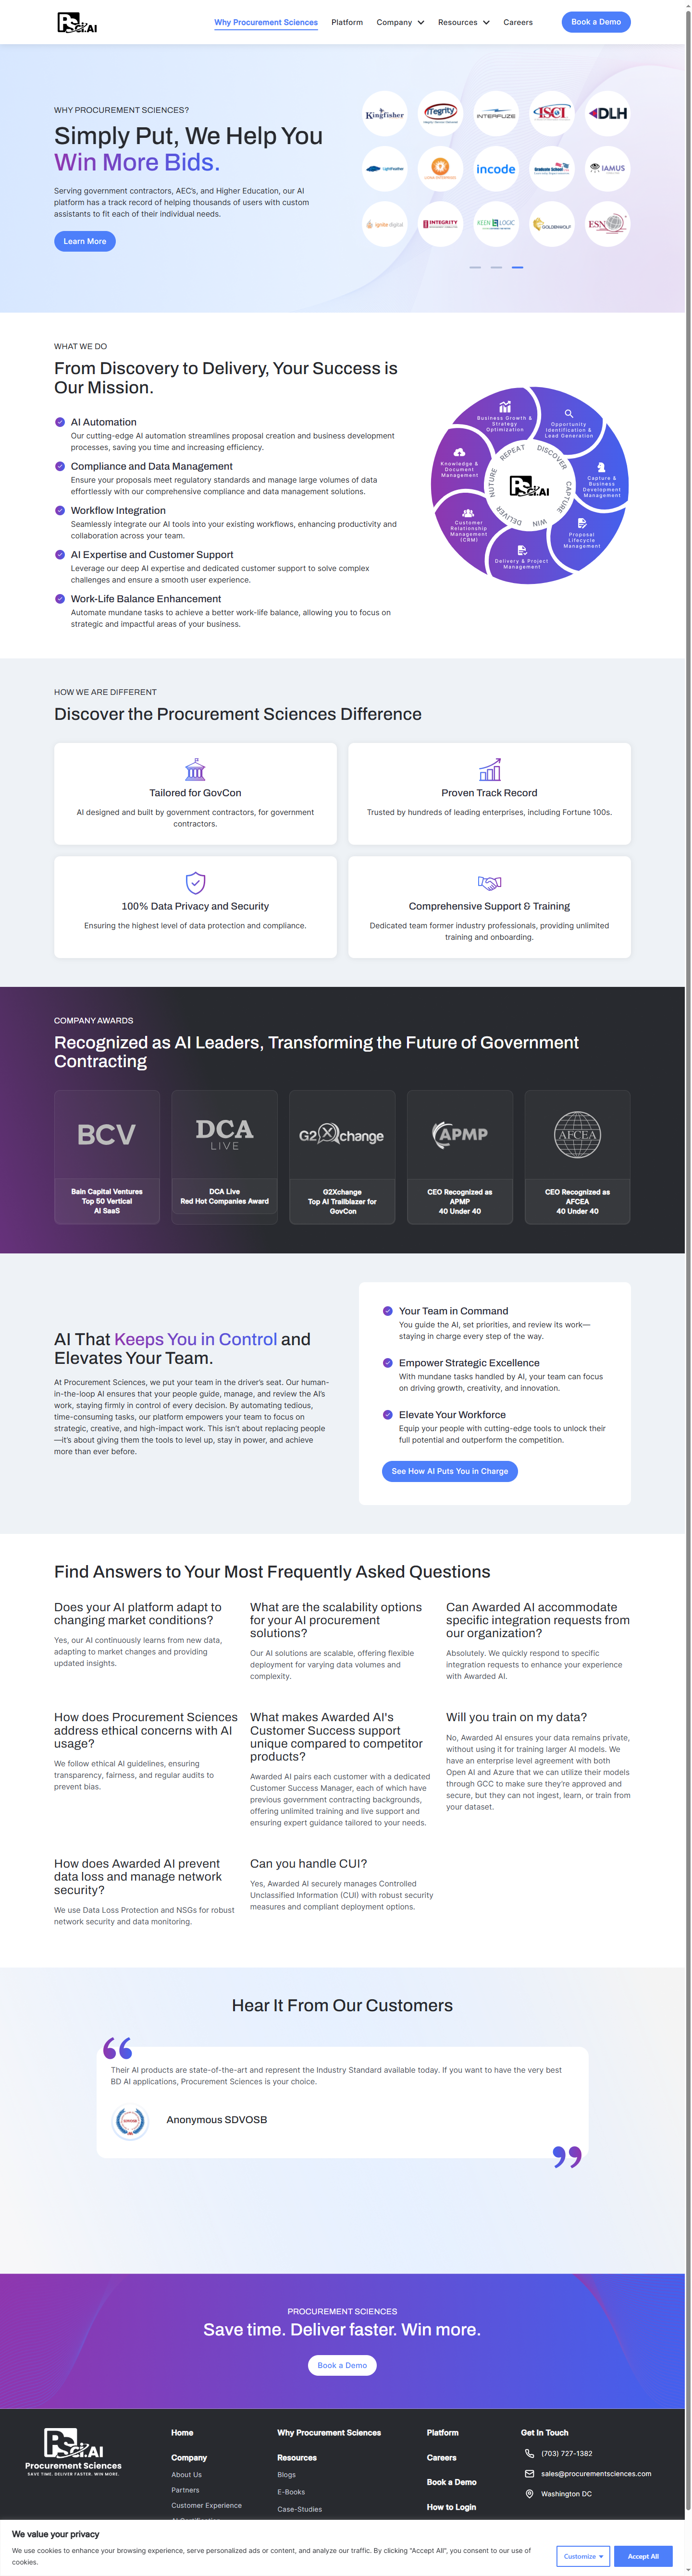 PSci.AI
Why Procurement Sciences
Platform
Company
Resources
Careers
Book a Demo
WHY PROCUREMENT SCIENCES?
Simply Put, We Help You
Win More Bids.
Serving government contractors, AEC's, and Higher Education, our AI
platform has a track record of helping thousands of users with custom
assistants to fit each of their individual needs.
Learn More
Kingfisher
iTegrity
INTERFUZE
ISCI
DLH
LightFeather
incode
Graduate School
IAMUS
ignite digital
INTEGRITY
KEEN LOGIC
GOLDENWOLF
ESN
WHAT WE DO
From Discovery to Delivery, Your Success is
Our Mission.
AI Automation
Our cutting-edge AI automation streamlines proposal creation and business development
processes, saving you time and increasing efficiency.
Compliance and Data Management
Ensure your proposals meet regulatory standards and manage large volumes of data
effortlessly with our comprehensive compliance and data management solutions.
Workflow Integration
Seamlessly integrate our AI tools into your existing workflows, enhancing productivity and
collaboration across your team.
AI Expertise and Customer Support
Leverage our deep AI expertise and dedicated customer support to solve complex
challenges and ensure a smooth user experience.
Work-Life Balance Enhancement
Automate mundane tasks to achieve a better work-life balance, allowing you to focus on
strategic and impactful areas of your business.
Business Growth &
Strategy
Optimization
Opportunity
Identification &
Lead Generation
Knowledge &
Document
Management
Capture &
Business
Development
Management
Customer
Relationship
Management
(CRM)
Proposal
Lifecycle
Management
Delivery & Project
Management
REPEAT
DISCOVER
CAPTURE
WIN
DELIVER
NUTURE
PSci.AI
HOW WE ARE DIFFERENT
Discover the Procurement Sciences Difference
Tailored for GovCon
AI designed and built by government contractors, for government
contractors.
Proven Track Record
Trusted by hundreds of leading enterprises, including Fortune 100s.
100% Data Privacy and Security
Ensuring the highest level of data protection and compliance.
Comprehensive Support & Training
Dedicated team former industry professionals, providing unlimited
training and onboarding.
COMPANY AWARDS
Recognized as AI Leaders, Transforming the Future of Government
Contracting
BCV
Bain Capital Ventures
Top 50 Vertical
AI SaaS
DCA
LIVE
DCA Live
Red Hot Companies Award
G2Xchange
G2Xchange
Top AI Trailblazer for
GovCon
APMP
CEO Recognized as
APMP
40 Under 40
AFCEA
CEO Recognized as
AFCEA
40 Under 40
AI That Keeps You in Control and
Elevates Your Team.
At Procurement Sciences, we put your team in the driver's seat. Our human-
in-the-loop AI ensures that your people guide, manage, and review the AI's
work, staying firmly in control of every decision. By automating tedious,
time-consuming tasks, our platform empowers your team to focus on
strategic, creative, and high-impact work. This isn't about replacing people
—it's about giving them the tools to level up, stay in power, and achieve
more than ever before.
Your Team in Command
You guide the AI, set priorities, and review its work—
staying in charge every step of the way.
Empower Strategic Excellence
With mundane tasks handled by AI, your team can focus
on driving growth, creativity, and innovation.
Elevate Your Workforce
Equip your people with cutting-edge tools to unlock their
full potential and outperform the competition.
See How AI Puts You in Charge
Find Answers to Your Most Frequently Asked Questions
Does your AI platform adapt to
changing market conditions?
Yes, our AI continuously learns from new data,
adapting to market changes and providing
updated insights.
What are the scalability options
for your AI procurement
solutions?
Our AI solutions are scalable, offering flexible
deployment for varying data volumes and
complexity.
Can Awarded AI accommodate
specific integration requests from
our organization?
Absolutely. We quickly respond to specific
integration requests to enhance your experience
with Awarded AI.
How does Procurement Sciences
address ethical concerns with AI
usage?
We follow ethical AI guidelines, ensuring
transparency, fairness, and regular audits to
prevent bias.
What makes Awarded AI's
Customer Success support
unique compared to competitor
products?
Awarded AI pairs each customer with a dedicated
Customer Success Manager, each of which have
previous government contracting backgrounds,
offering unlimited training and live support and
ensuring expert guidance tailored to your needs.
Will you train on my data?
No, Awarded AI ensures your data remains private,
without using it for training larger AI models. We
have an enterprise level agreement with both
Open AI and Azure that we can utilize their models
through GCC to make sure they're approved and
secure, but they can not ingest, learn, or train from
your dataset.
How does Awarded AI prevent
data loss and manage network
security?
We use Data Loss Protection and NSGs for robust
network security and data monitoring.
Can you handle CUI?
Yes, Awarded AI securely manages Controlled
Unclassified Information (CUI) with robust security
measures and compliant deployment options.
Hear It From Our Customers
Their AI products are state-of-the-art and represent the Industry Standard available today. If you want to have the very best
BD AI applications, Procurement Sciences is your choice.
Anonymous SDVOSB
PROCUREMENT SCIENCES
Save time. Deliver faster. Win more.
Book a Demo
PSci.AI
Procurement Sciences
SAVE TIME. DELIVER FASTER. WIN MORE.
Home
Company
About Us
Partners
Customer Experience
Why Procurement Sciences
Resources
Blogs
E-Books
Case-Studies
Platform
Careers
Book a Demo
How to Login
Get In Touch
(703) 727-1382
sales@procurementsciences.com
Washington DC
We value your privacy
We use cookies to enhance your browsing experience, serve personalized ads or content, and analyze our traffic. By clicking "Accept All", you consent to our use of
cookies.
Customize
Accept All